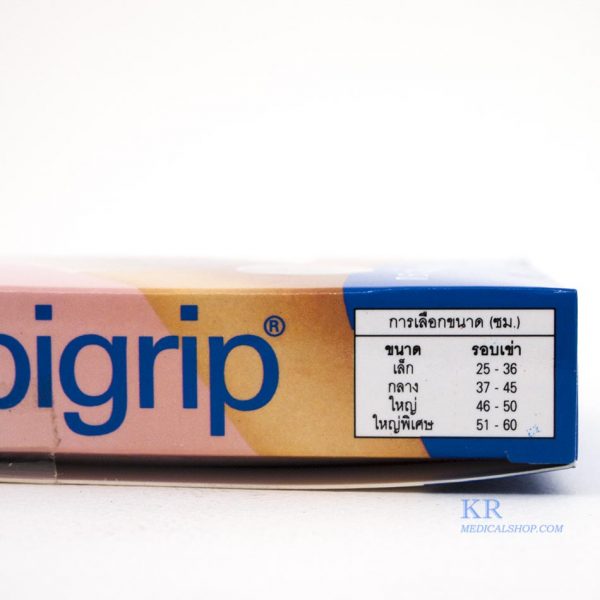 bigrip®
การเลือกขนาด (ซม.)
ขนาด รอบเข่า
เล็ก 25 - 36
กลาง 37 - 45
ใหญ่ 46 - 50
ใหญ่พิเศษ 51 - 60
KR
MEDICALSHOP.COM